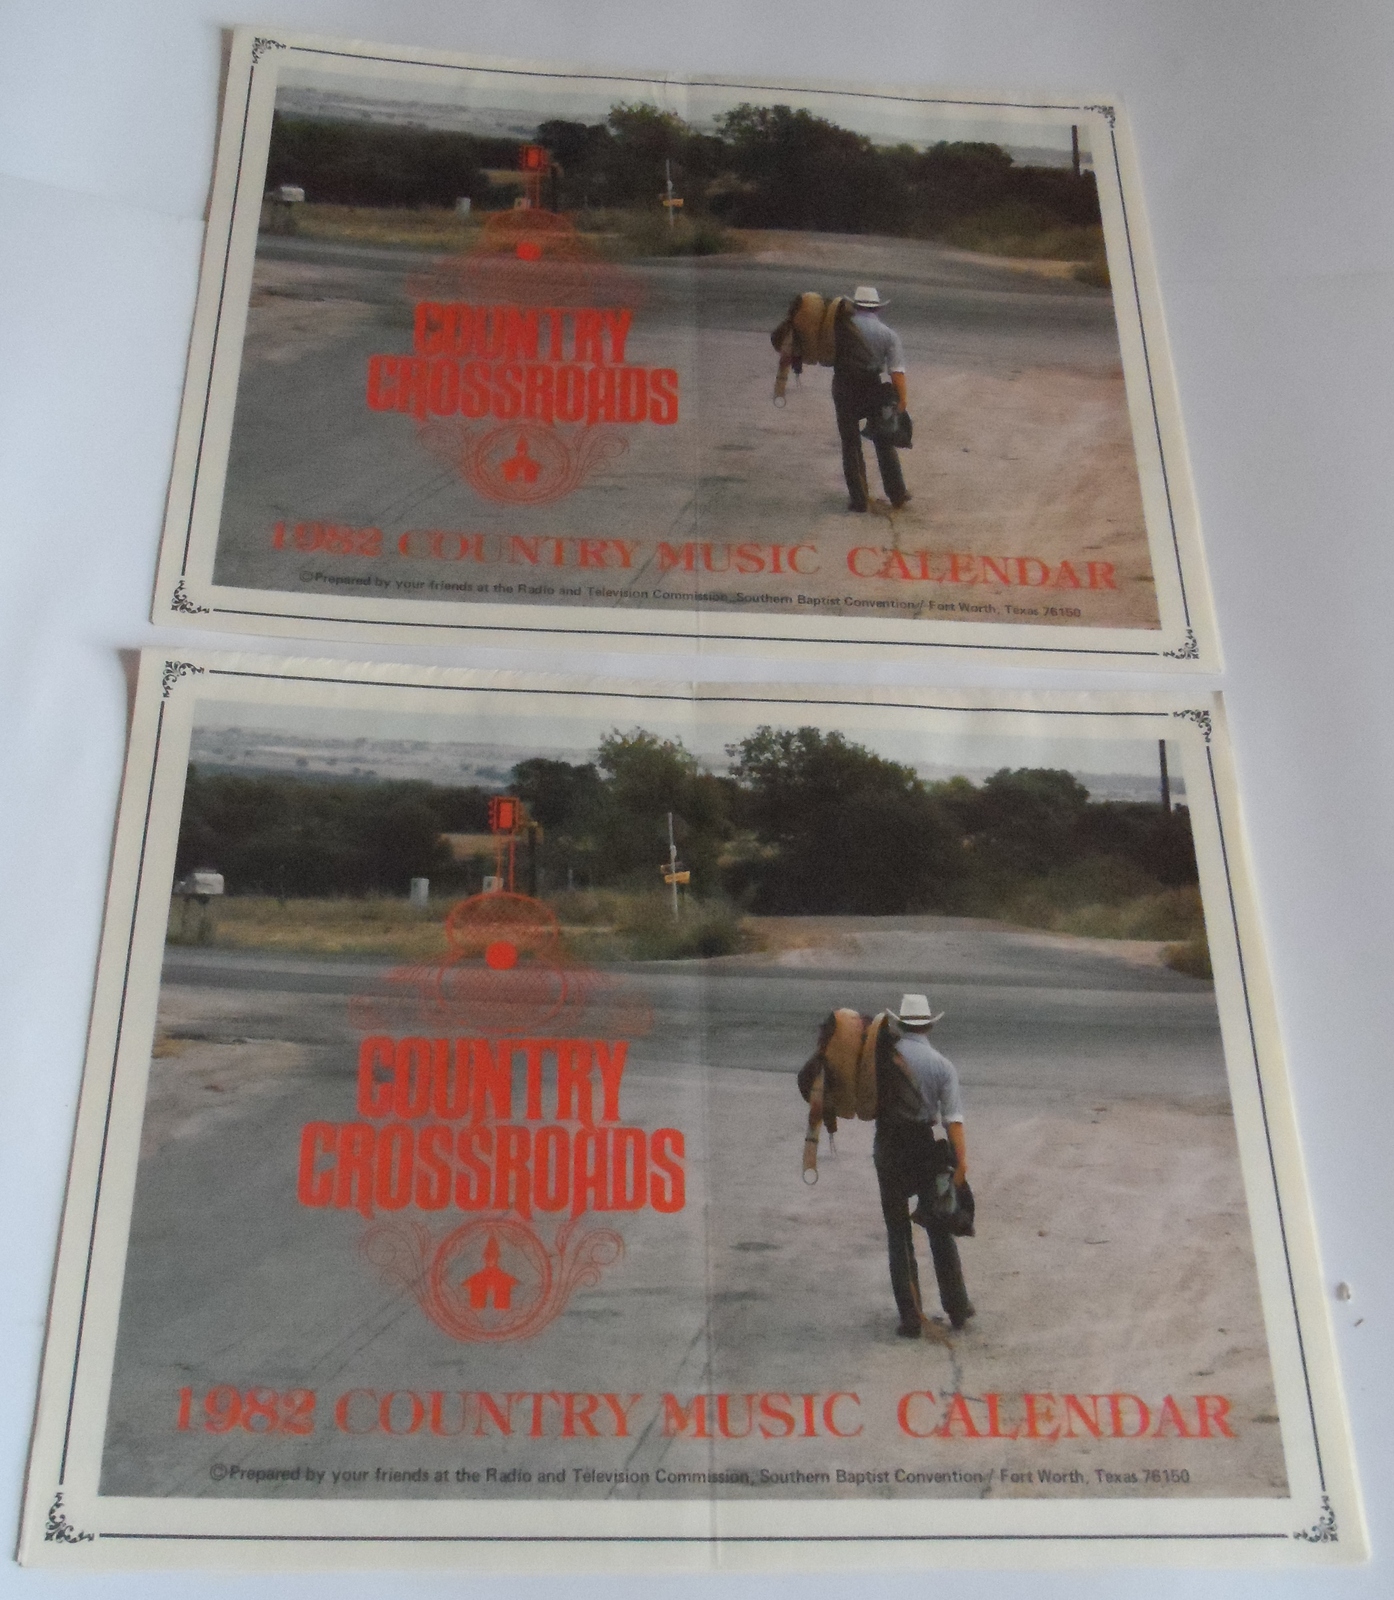 COUNTRY
CROSSROADS
1982 COUNTRY MUSIC CALENDAR
©Prepared by your friends at the Radio and Television Commission, Southern Baptist Convention / Fort Worth, Texas 76150
COUNTRY
CROSSROADS
1982 COUNTRY MUSIC CALENDAR
©Prepared by your friends at the Radio and Television Commission, Southern Baptist Convention / Fort Worth, Texas 76150